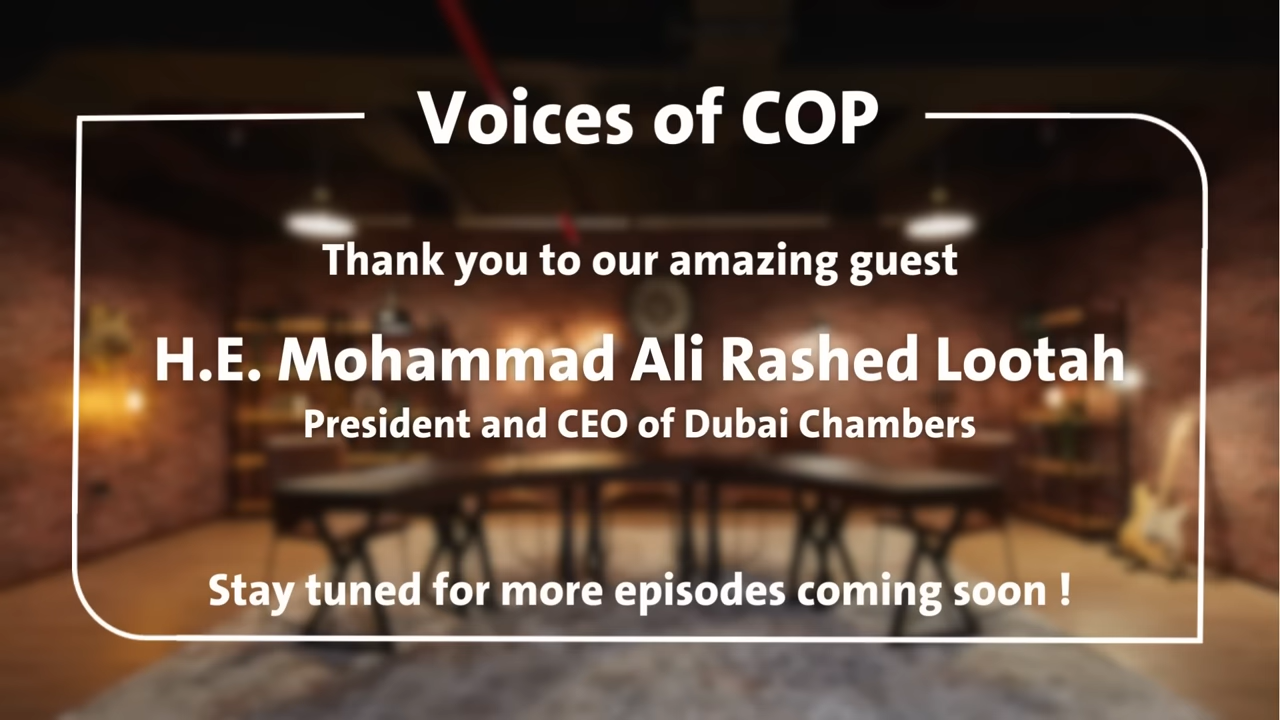 Voices of COP
Thank you to our amazing guest
H.E. Mohammad Ali Rashed Lootah
President and CEO of Dubai Chambers
Stay tuned for more episodes coming soon !